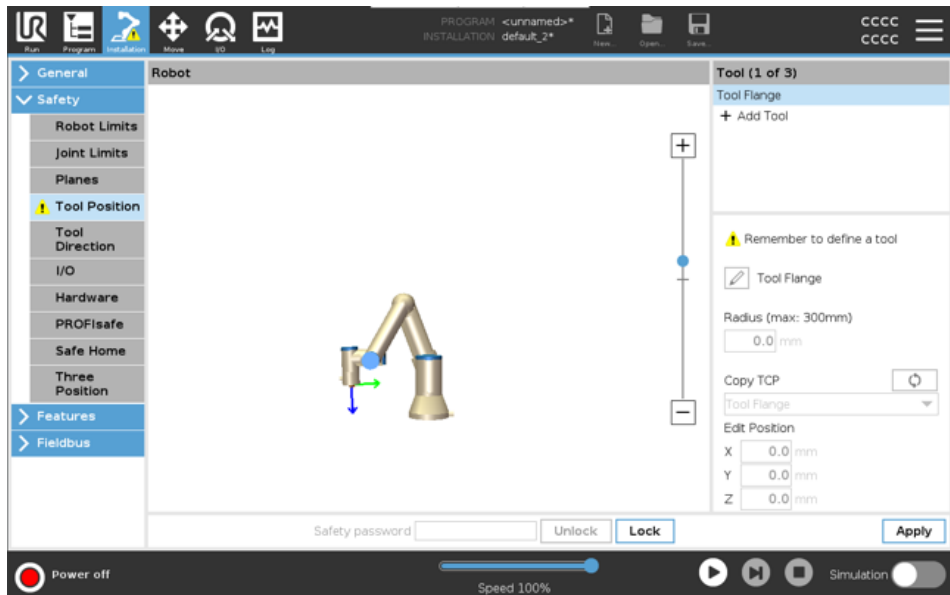 PROGRAM <unnamed>*
INSTALLATION default_2*
cccc
cccc
UR
Run
Program
Installation
Move
I/O
Log
New...
Open...
Save...
General
Safety
Robot Limits
Joint Limits
Planes
Tool Position
Tool
Direction
I/O
Hardware
PROFIsafe
Safe Home
Three
Position
Features
Fieldbus
Robot
Tool (1 of 3)
Tool Flange
+ Add Tool
Remember to define a tool
Tool Flange
Radius (max: 300mm)
0.0 mm
Copy TCP
Tool Flange
Edit Position
X 0.0 mm
Y 0.0 mm
Z 0.0 mm
Safety password
Unlock
Lock
Apply
Power off
Speed 100%
Simulation